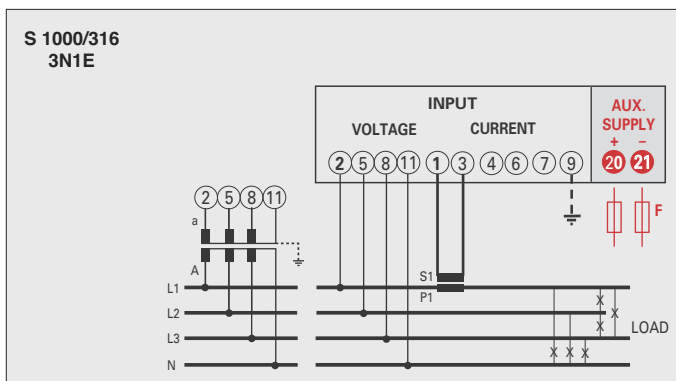 S 1000/316
3N1E
INPUT
VOLTAGE CURRENT
AUX.
SUPPLY
+ –
2 5 8 11 1 3 4 6 7 9 20 21
2 5 8 11
F
a
A
S1
P1
L1
L2
L3
N
LOAD